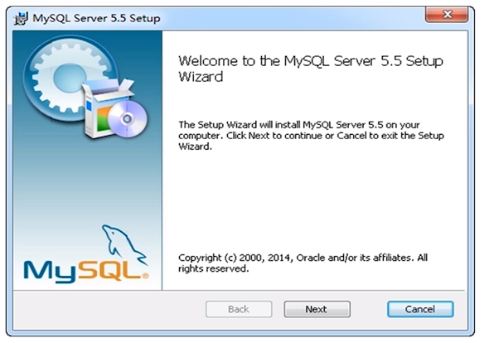 MySQL Server 5.5 Setup
Welcome to the MySQL Server 5.5 Setup
Wizard
The Setup Wizard will install MySQL Server 5.5 on your
computer. Click Next to continue or Cancel to exit the Setup
Wizard.
MySQL
Copyright (c) 2000, 2014, Oracle and/or its affiliates. All
rights reserved.
Back Next Cancel